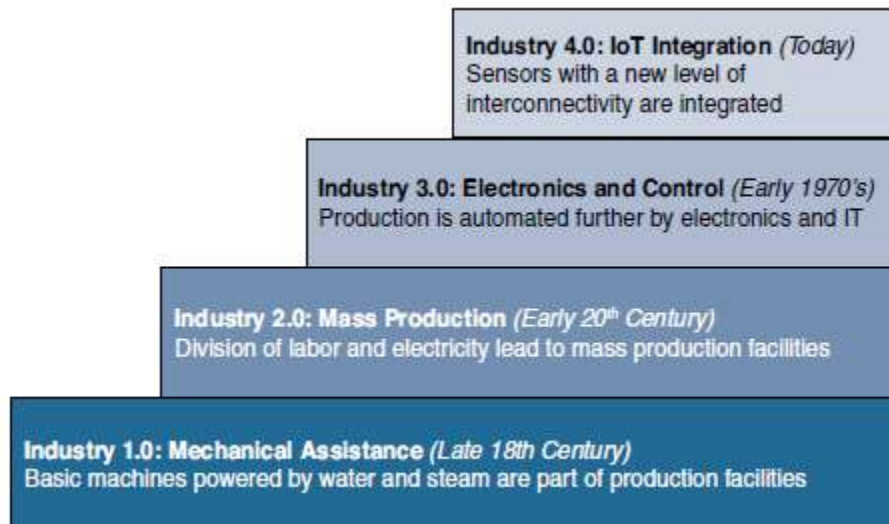 Industry 4.0: IoT Integration (Today)
Sensors with a new level of
interconnectivity are integrated
Industry 3.0: Electronics and Control (Early 1970's)
Production is automated further by electronics and IT
Industry 2.0: Mass Production (Early 20th Century)
Division of labor and electricity lead to mass production facilities
Industry 1.0: Mechanical Assistance (Late 18th Century)
Basic machines powered by water and steam are part of production facilities